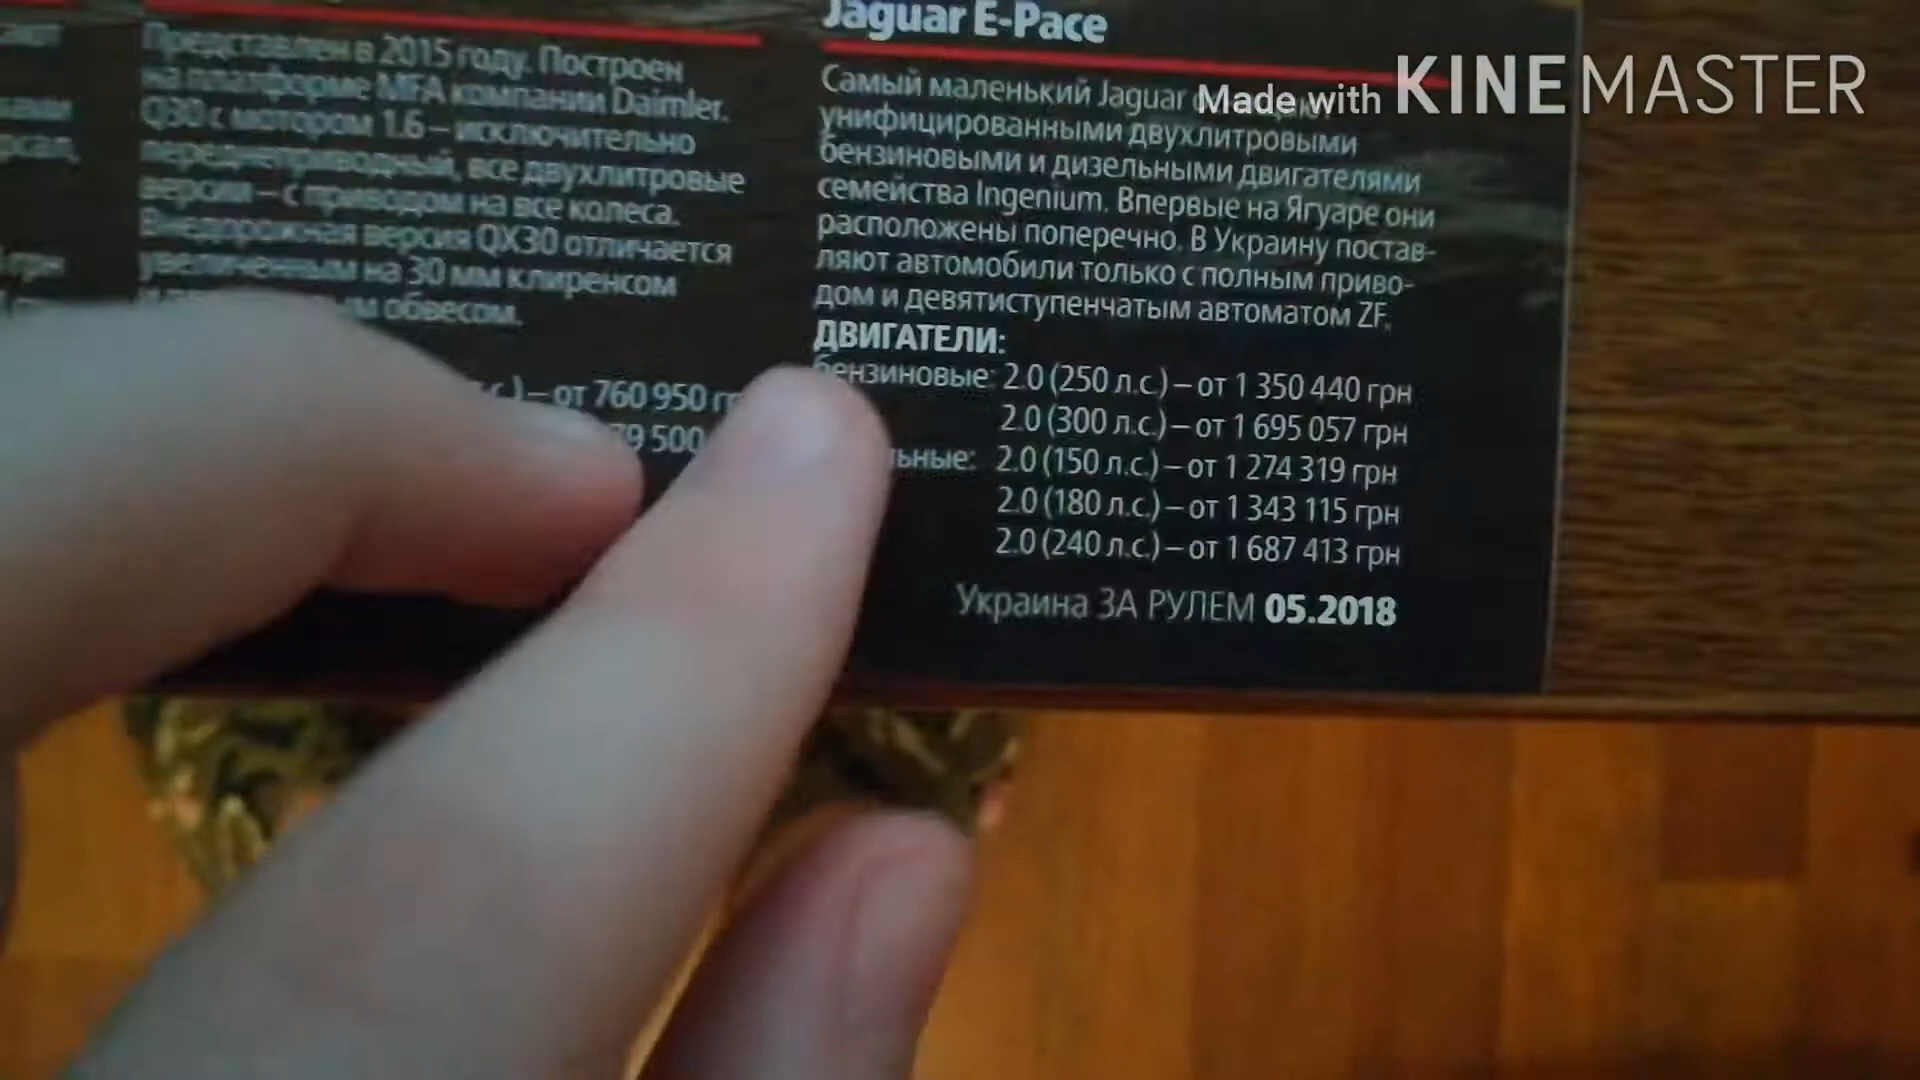 Представлен в 2015 году. Построен
на платформе MFA компании Daimler.
Q30 с мотором 1.6 – исключительно
переднеприводный, все двухлитровые
версии – с приводом на все колеса.
Внедорожная версия QX30 отличается
увеличенным на 30 мм клиренсом
обвесом.
– от 760 950
79 500
грн
Jaguar E-Pace
Самый маленький Jaguar
унифицированными двухлитровыми
бензиновыми и дизельными двигателями
семейства Ingenium. Впервые на Ягуаре они
расположены поперечно. В Украину постав-
ляют автомобили только с полным приво-
дом и девятиступенчатым автоматом ZF.
ДВИГАТЕЛИ:
бензиновые: 2.0 (250 л.с.) – от 1 350 440 грн
2.0 (300 л.с.) – от 1 695 057 грн
льные: 2.0 (150 л.с.) – от 1 274 319 грн
2.0 (180 л.с.) – от 1 343 115 грн
2.0 (240 л.с.) – от 1 687 413 грн
Украина ЗА РУЛЕМ 05.2018
Made with KINEMASTER